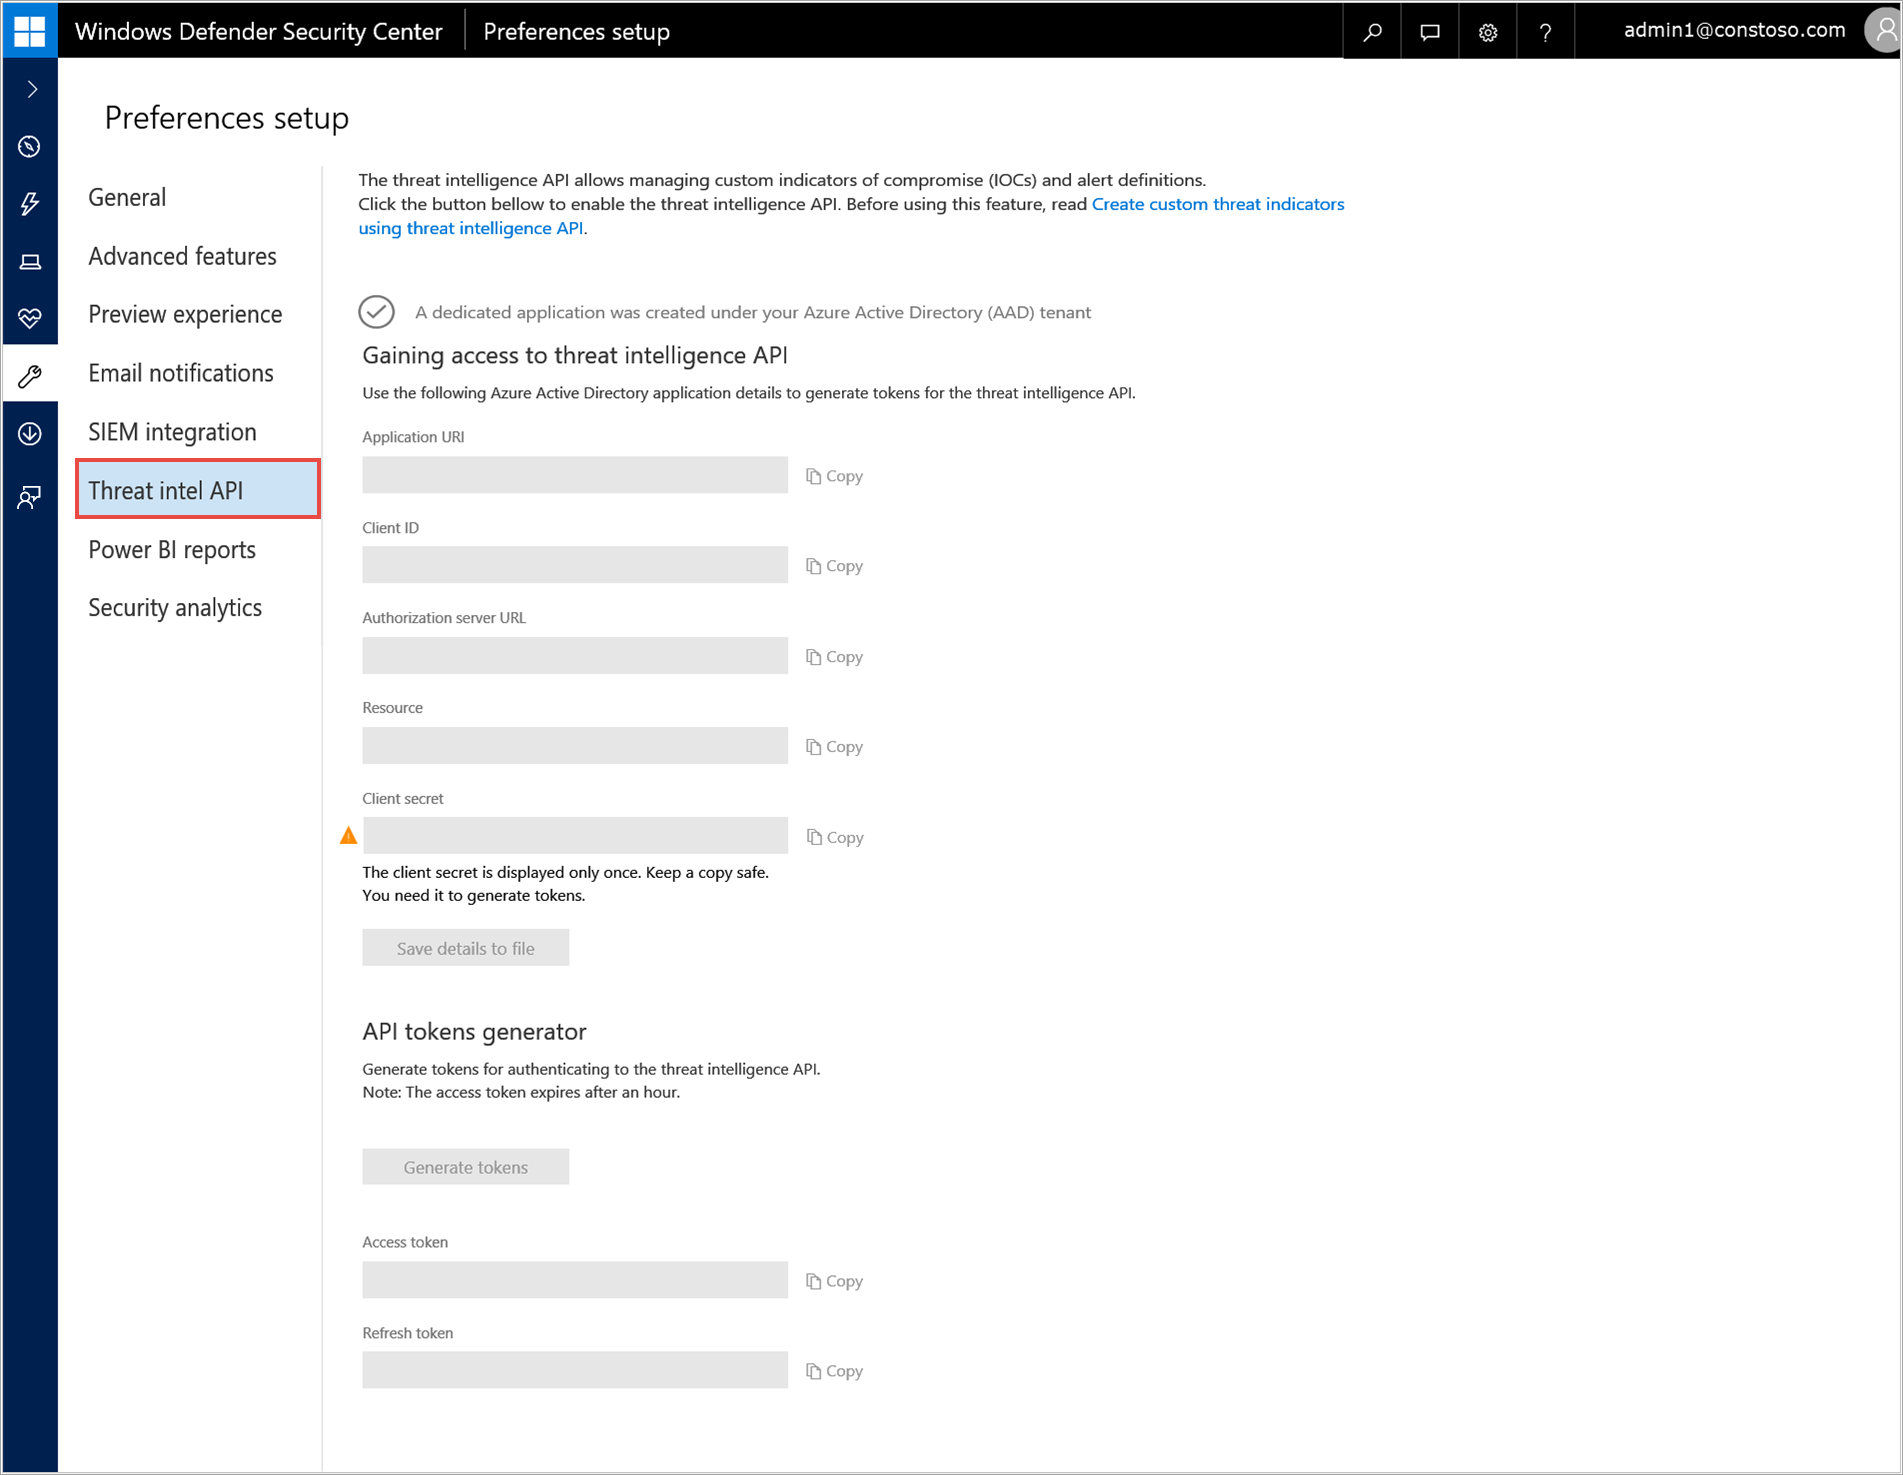 Windows Defender Security Center
Preferences setup
?
admin1@constoso.com
Preferences setup
General
Advanced features
Preview experience
Email notifications
SIEM integration
Threat intel API
Power BI reports
Security analytics
The threat intelligence API allows managing custom indicators of compromise (IOCs) and alert definitions.
Click the button bellow to enable the threat intelligence API. Before using this feature, read Create custom threat indicators
using threat intelligence API.
A dedicated application was created under your Azure Active Directory (AAD) tenant
Gaining access to threat intelligence API
Use the following Azure Active Directory application details to generate tokens for the threat intelligence API.
Application URI
Copy
Client ID
Copy
Authorization server URL
Copy
Resource
Copy
Client secret
Copy
The client secret is displayed only once. Keep a copy safe.
You need it to generate tokens.
Save details to file
API tokens generator
Generate tokens for authenticating to the threat intelligence API.
Note: The access token expires after an hour.
Generate tokens
Access token
Copy
Refresh token
Copy